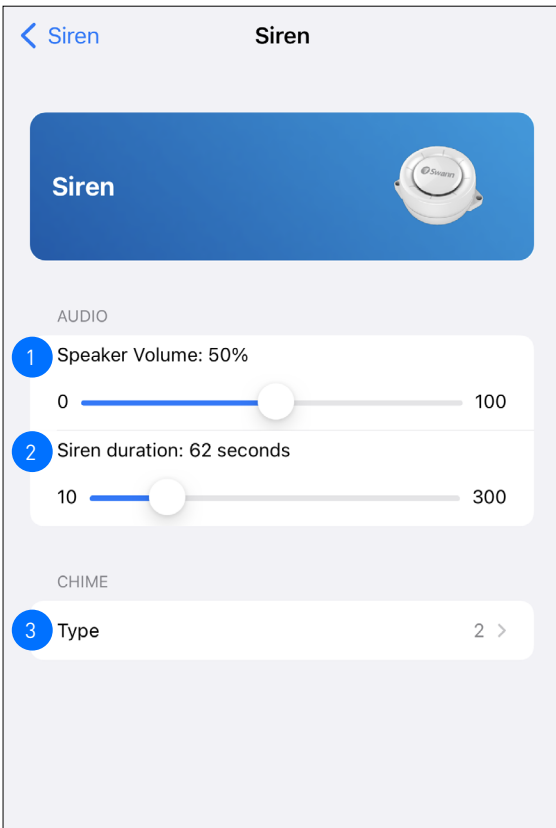 Siren Siren
Siren
Swann
AUDIO
1 Speaker Volume: 50%
0 100
2 Siren duration: 62 seconds
10 300
CHIME
3 Type 2